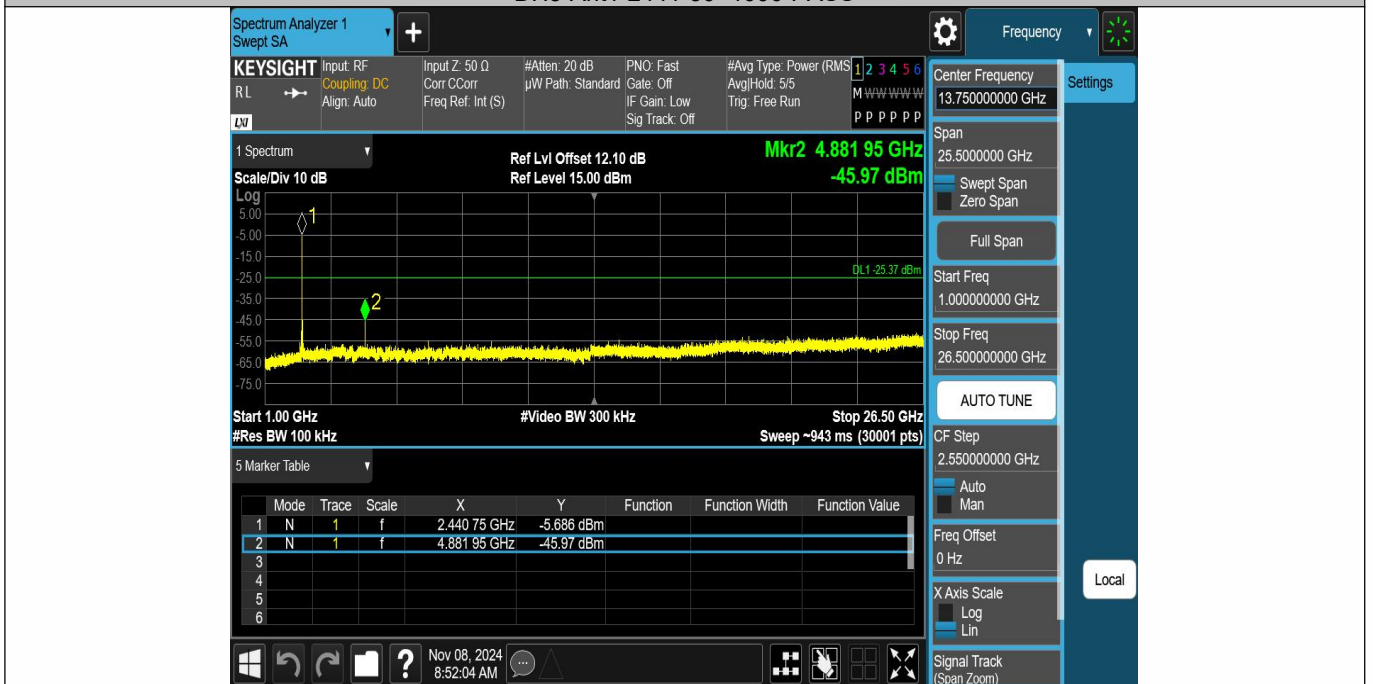 Spectrum Analyzer 1
Swept SA
+
Frequency
KEYSIGHT
RL
LXI
Input: RF
Coupling: DC
Align: Auto
Input Z: 50 Ω
Corr CCorr
Freq Ref: Int (S)
#Atten: 20 dB
µW Path: Standard
PNO: Fast
Gate: Off
IF Gain: Low
Sig Track: Off
#Avg Type: Power (RMS
Avg|Hold: 5/5
Trig: Free Run
1 2 3 4 5 6
M W W W W W
P P P P P P
1 Spectrum
Scale/Div 10 dB
Ref Lvl Offset 12.10 dB
Ref Level 15.00 dBm
Mkr2 4.881 95 GHz
-45.97 dBm
Log
5.00
-5.00
-15.0
-25.0
-35.0
-45.0
-55.0
-65.0
-75.0
1
2
DL1 -25.37 dBm
Start 1.00 GHz
#Res BW 100 kHz
#Video BW 300 kHz
Stop 26.50 GHz
Sweep ~943 ms (30001 pts)
5 Marker Table
Mode Trace Scale X Y Function Function Width Function Value
1 N 1 f 2.440 75 GHz -5.686 dBm
2 N 1 f 4.881 95 GHz -45.97 dBm
3
4
5
6
?
Nov 08, 2024
8:52:04 AM
Center Frequency
13.750000000 GHz
Settings
Span
25.5000000 GHz
Swept Span
Zero Span
Full Span
Start Freq
1.000000000 GHz
Stop Freq
26.500000000 GHz
AUTO TUNE
CF Step
2.550000000 GHz
Auto
Man
Freq Offset
0 Hz
X Axis Scale
Log
Lin
Local
Signal Track
(Span Zoom)